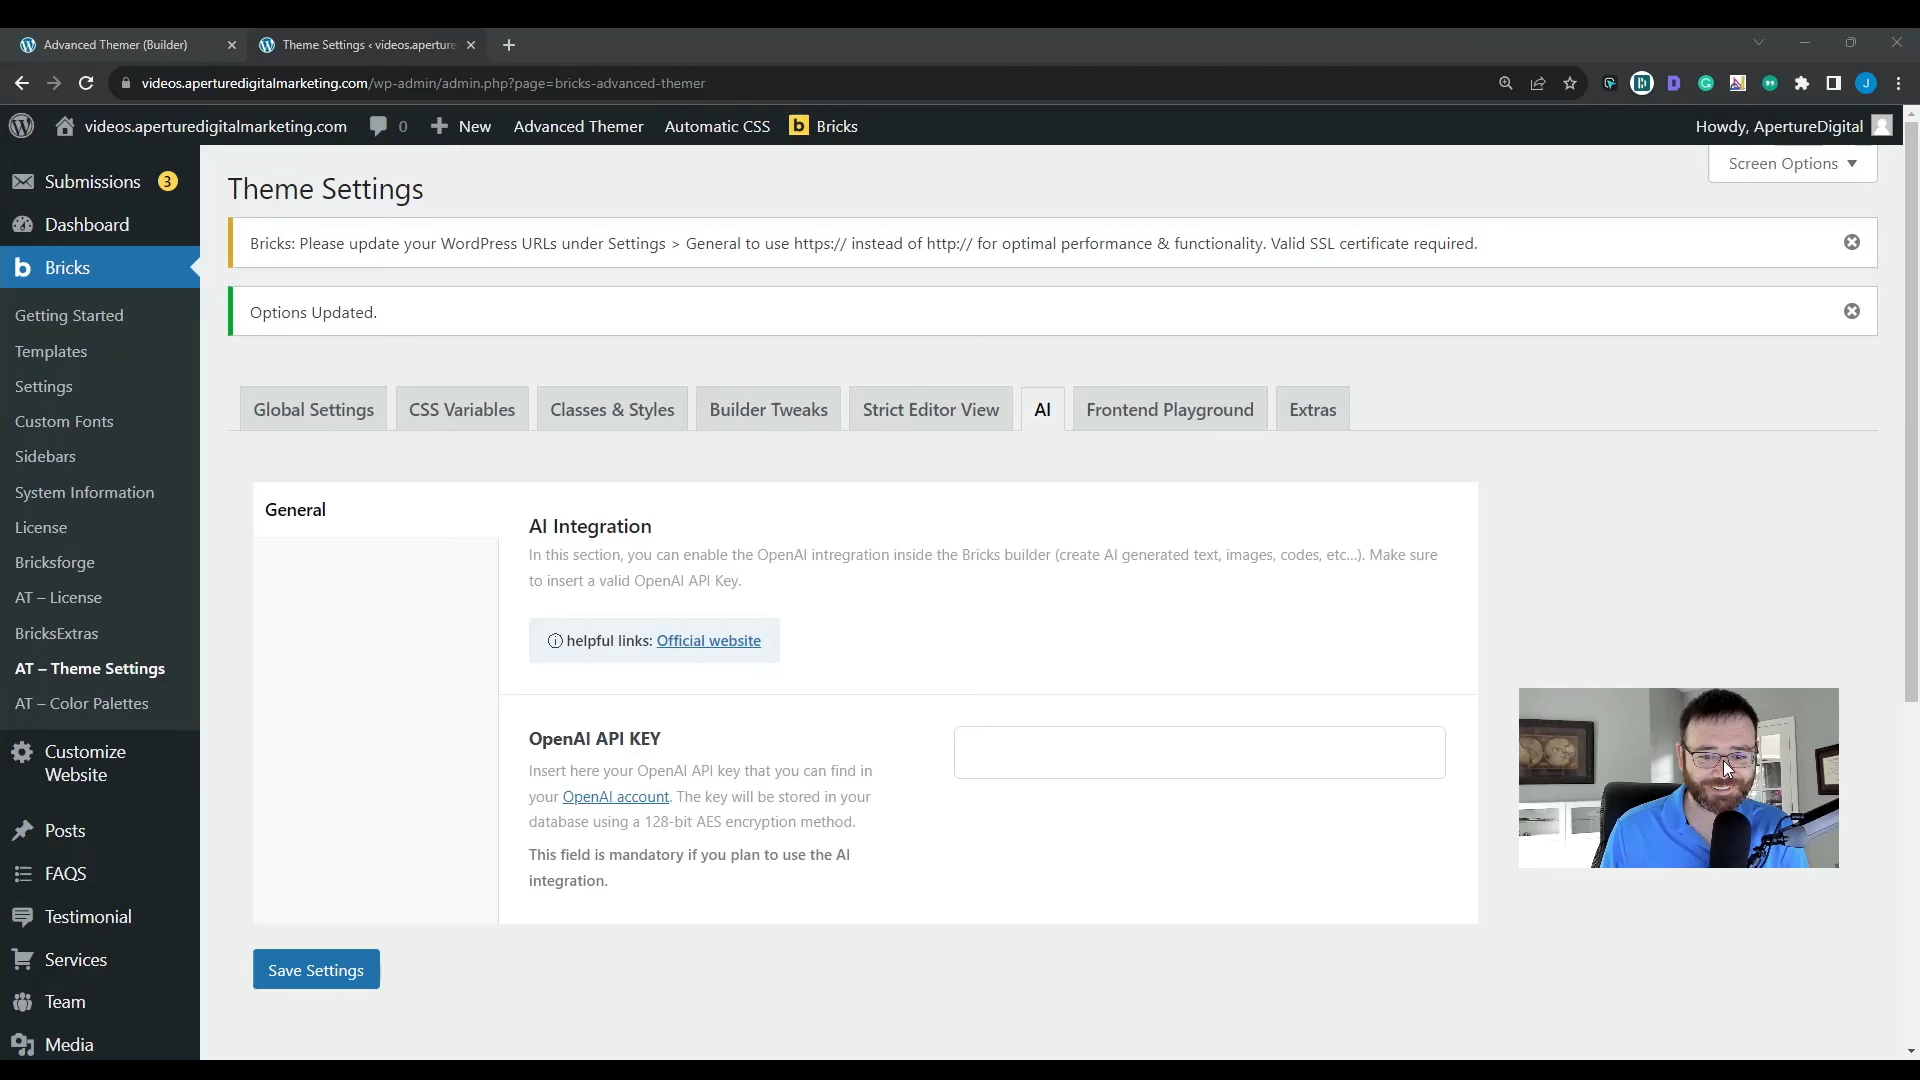 Advanced Themer (Builder)
Theme Settings ‹ videos.aperture
videos.aperturedigitalmarketing.com/wp-admin/admin.php?page=bricks-advanced-themer
J
videos.aperturedigitalmarketing.com
0
New
Advanced Themer
Automatic CSS
b Bricks
Howdy, ApertureDigital
Screen Options
Submissions 3
Dashboard
b Bricks
Getting Started
Templates
Settings
Custom Fonts
Sidebars
System Information
License
Bricksforge
AT – License
BricksExtras
AT – Theme Settings
AT – Color Palettes
Customize
Website
Posts
FAQS
Testimonial
Services
Team
Media
Theme Settings
Bricks: Please update your WordPress URLs under Settings > General to use https:// instead of http:// for optimal performance & functionality. Valid SSL certificate required.
Options Updated.
Global Settings
CSS Variables
Classes & Styles
Builder Tweaks
Strict Editor View
AI
Frontend Playground
Extras
General
AI Integration
In this section, you can enable the OpenAI intregration inside the Bricks builder (create AI generated text, images, codes, etc...). Make sure
to insert a valid OpenAI API Key.
helpful links: Official website
OpenAI API KEY
Insert here your OpenAI API key that you can find in
your OpenAI account. The key will be stored in your
database using a 128-bit AES encryption method.
This field is mandatory if you plan to use the AI
integration.
Save Settings